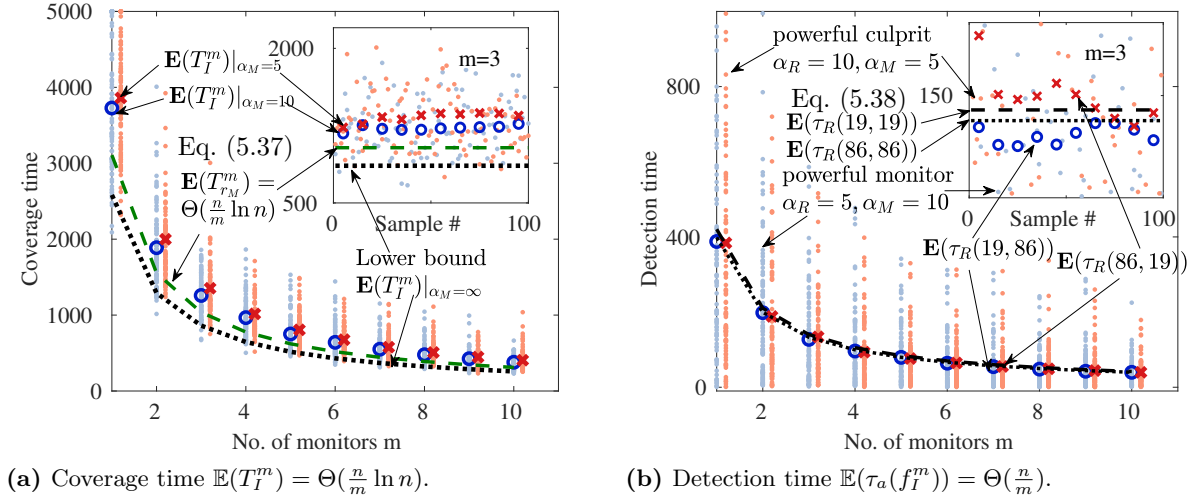 5000
4000
3000
2000
1000
0
Coverage time
2
4
6
8
10
No. of monitors m
E(T_I^m)|_{α_M=5}
E(T_I^m)|_{α_M=10}
Eq. (5.37)
E(T_{r_M}^m) =
Θ(n/m ln n)
2000
500
m=3
0
100
Sample #
Lower bound
E(T_I^m)|_{α_M=∞}
(a) Coverage time 𝔼(T_I^m) = Θ(n/m ln n).
800
400
0
Detection time
2
4
6
8
10
No. of monitors m
powerful culprit
α_R = 10, α_M = 5
Eq. (5.38)
E(τ_R(19, 19))
E(τ_R(86, 86))
powerful monitor
α_R = 5, α_M = 10
150
m=3
0
100
Sample #
E(τ_R(19, 86))
E(τ_R(86, 19))
(b) Detection time 𝔼(τ_a(f_I^m)) = Θ(n/m).